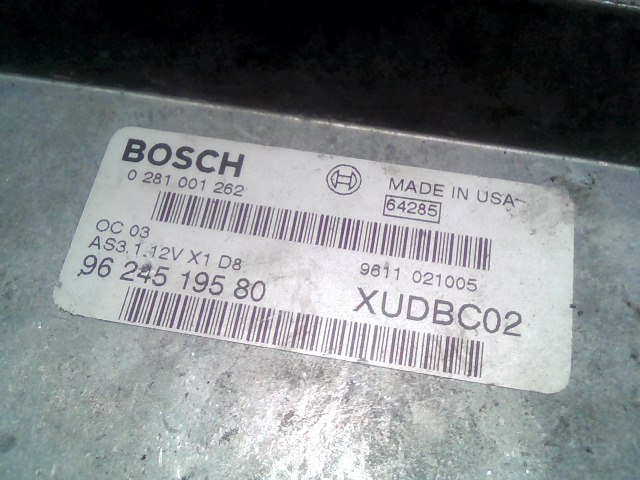 BOSCH
0 281 001 262
MADE IN USA
64285
OC 03
AS3.1.12V X1 D8
9611 021005
96 245 195 80
XUDBC02